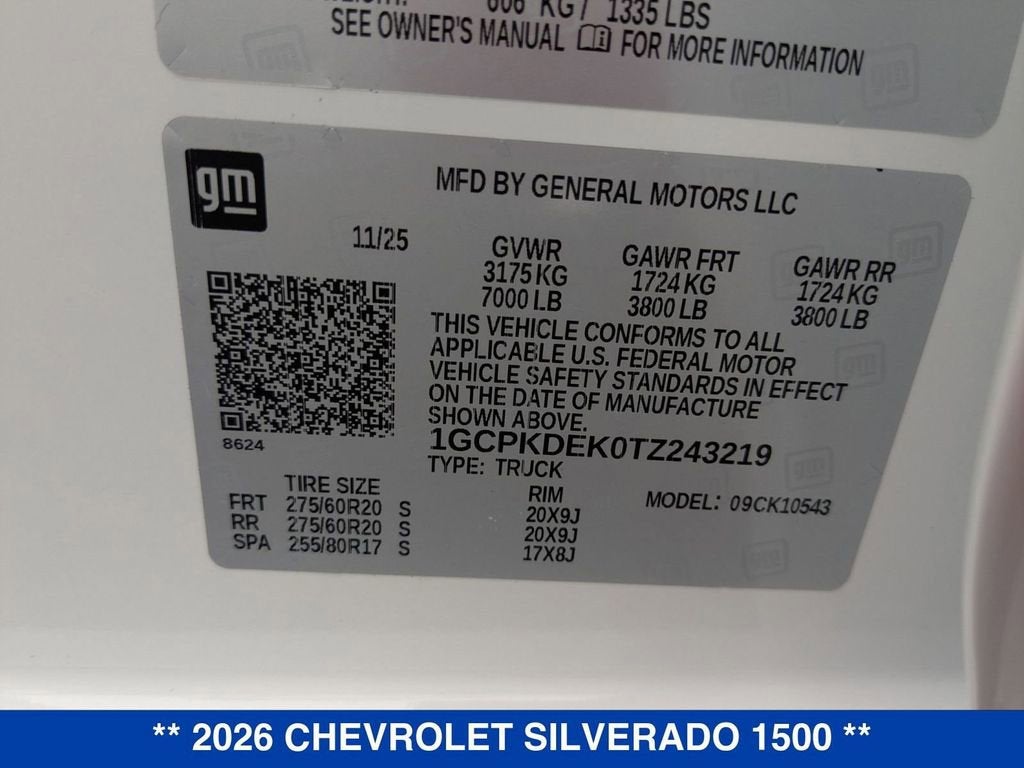 606 KG / 1335 LBS
SEE OWNER'S MANUAL FOR MORE INFORMATION
gm
MFD BY GENERAL MOTORS LLC
11/25
GVWR GAWR FRT GAWR RR
3175 KG 1724 KG 1724 KG
7000 LB 3800 LB 3800 LB
THIS VEHICLE CONFORMS TO ALL
APPLICABLE U.S. FEDERAL MOTOR
VEHICLE SAFETY STANDARDS IN EFFECT
ON THE DATE OF MANUFACTURE
SHOWN ABOVE.
8624
1GCPKDEK0TZ243219
TYPE: TRUCK
TIRE SIZE RIM MODEL: 09CK10543
FRT 275/60R20 S 20X9J
RR 275/60R20 S 20X9J
SPA 255/80R17 S 17X8J
** 2026 CHEVROLET SILVERADO 1500 **